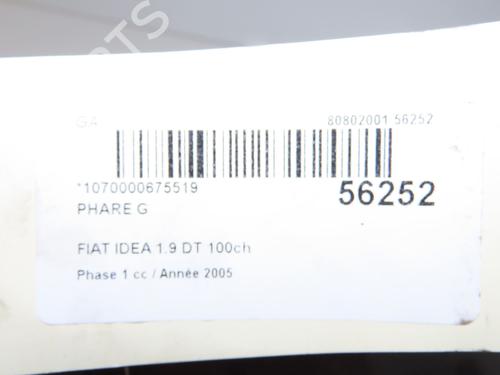 GA 80802001 56252
*1070000675519 56252
PHARE G
FIAT IDEA 1.9 DT 100ch
Phase 1 cc / Année 2005